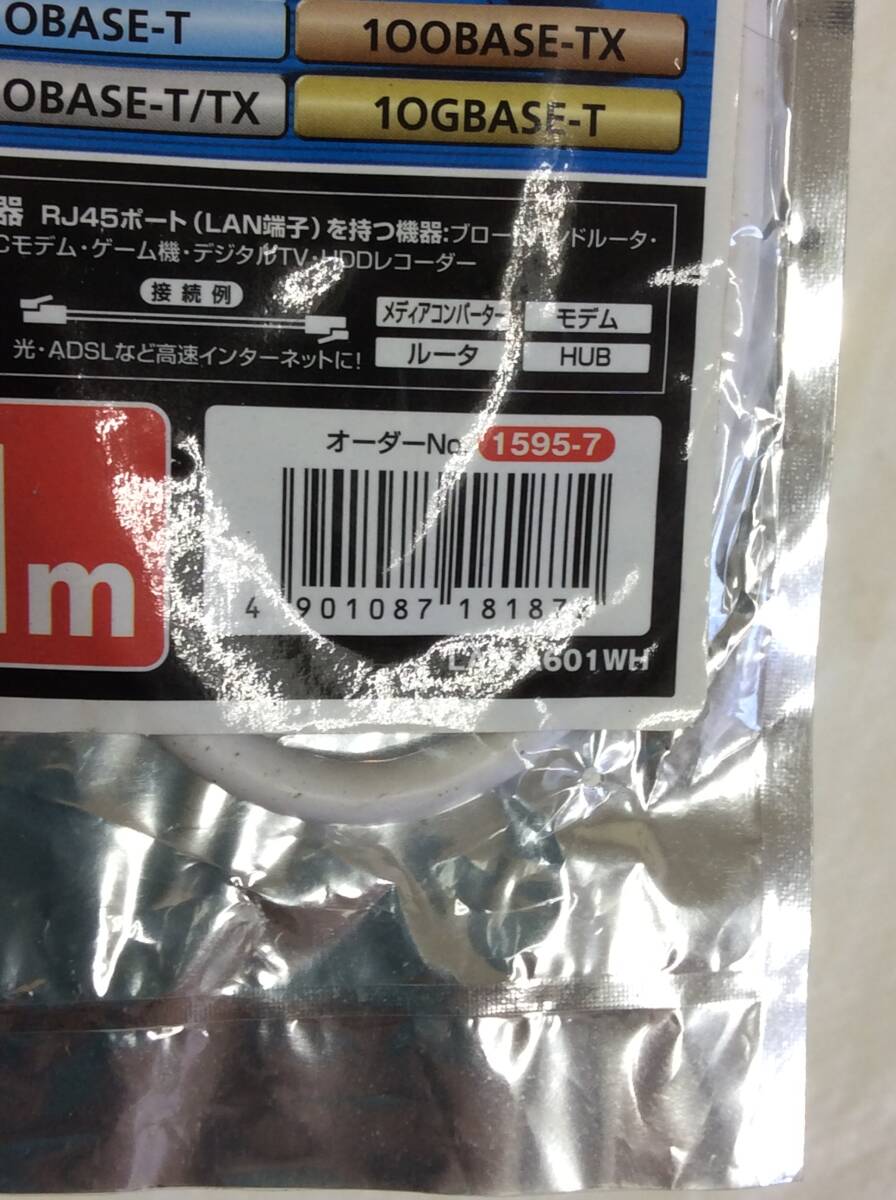 OBASE-T
100BASE-TX
OBASE-T/TX
10GBASE-T
器 RJ45ポート(LAN端子)を持つ機器:ブロードバンドルータ・
Cモデム・ゲーム機・デジタルTV・HDDレコーダー
接続例
メディアコンバーター
モデム
光・ADSLなど高速インターネットに!
ルータ
HUB
オーダーNo. 1595-7
m
4 901087 18187
601WH